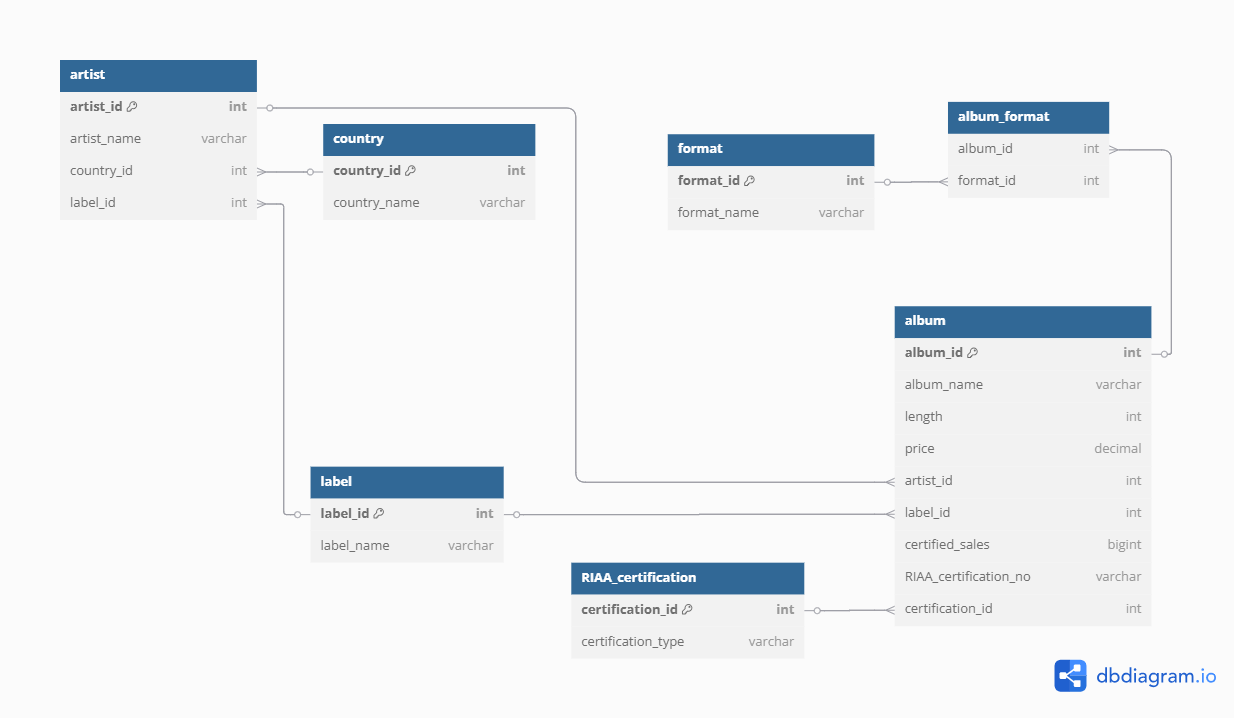 artist
artist_id int
artist_name varchar
country_id int
label_id int
country
country_id int
country_name varchar
format
format_id int
format_name varchar
album_format
album_id int
format_id int
album
album_id int
album_name varchar
length int
price decimal
artist_id int
label_id int
certified_sales bigint
RIAA_certification_no varchar
certification_id int
label
label_id int
label_name varchar
RIAA_certification
certification_id int
certification_type varchar
dbdiagram.io